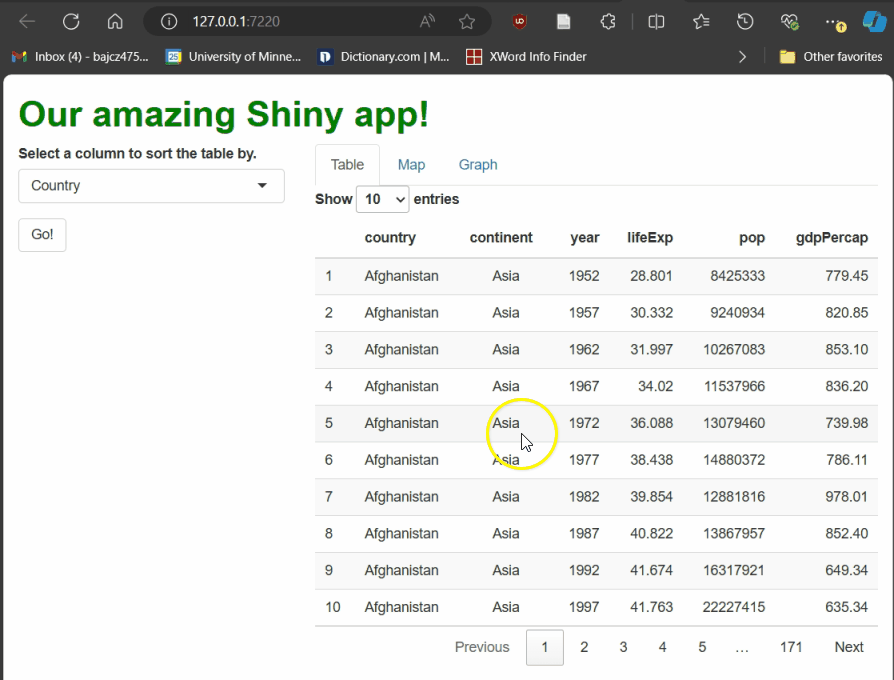 127.0.0.1:7220
Inbox (4) - bajcz475... University of Minne... Dictionary.com | M... XWord Info Finder Other favorites
Our amazing Shiny app!
Select a column to sort the table by.
Country
Go!
Table Map Graph
Show 10 entries
country continent year lifeExp pop gdpPercap
1 Afghanistan Asia 1952 28.801 8425333 779.45
2 Afghanistan Asia 1957 30.332 9240934 820.85
3 Afghanistan Asia 1962 31.997 10267083 853.10
4 Afghanistan Asia 1967 34.02 11537966 836.20
5 Afghanistan Asia 1972 36.088 13079460 739.98
6 Afghanistan Asia 1977 38.438 14880372 786.11
7 Afghanistan Asia 1982 39.854 12881816 978.01
8 Afghanistan Asia 1987 40.822 13867957 852.40
9 Afghanistan Asia 1992 41.674 16317921 649.34
10 Afghanistan Asia 1997 41.763 22227415 635.34
Previous 1 2 3 4 5 ... 171 Next